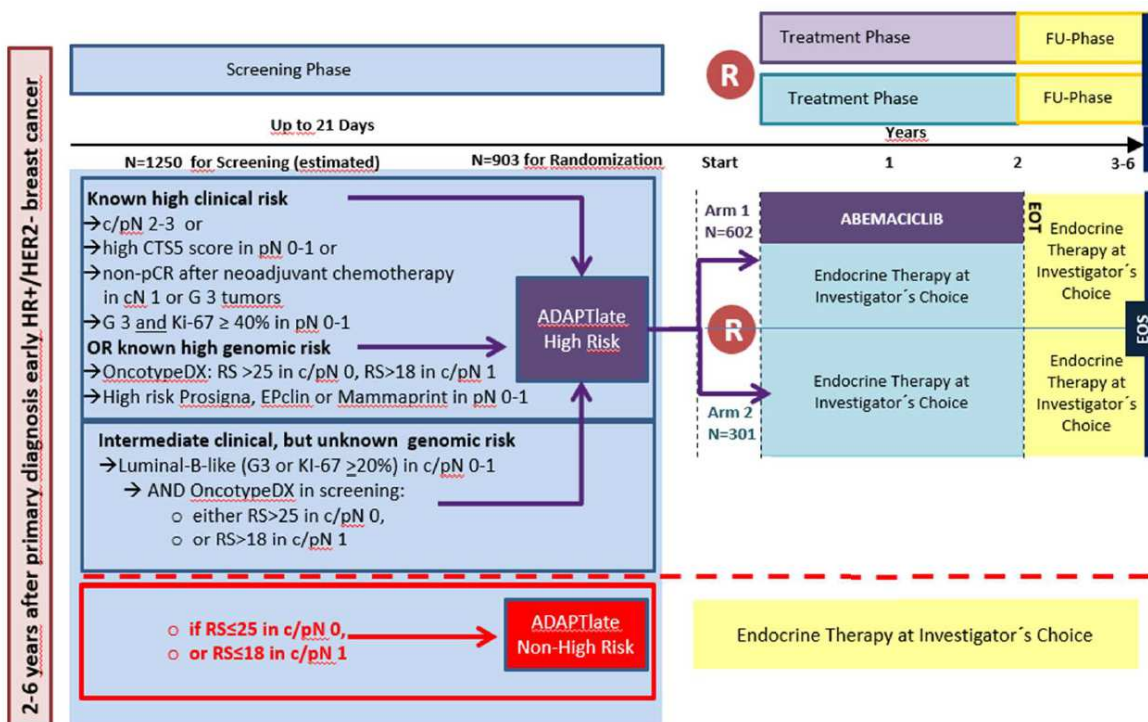 2-6 years after primary diagnosis early HR+/HER2- breast cancer
Screening Phase
R
Treatment Phase
FU-Phase
Treatment Phase
FU-Phase
Up to 21 Days
Years
N=1250 for Screening (estimated)
N=903 for Randomization
Start
1
2
3-6
Known high clinical risk
→c/pN 2-3 or
→high CTS5 score in pN 0-1 or
→non-pCR after neoadjuvant chemotherapy
in cN 1 or G 3 tumors
→G 3 and Ki-67 ≥ 40% in pN 0-1
OR known high genomic risk
→OncotypeDX: RS >25 in c/pN 0, RS>18 in c/pN 1
→High risk Prosigna, EPclin or Mammaprint in pN 0-1
Intermediate clinical, but unknown genomic risk
→Luminal-B-like (G3 or KI-67 ≥20%) in c/pN 0-1
→ AND OncotypeDX in screening:
o either RS>25 in c/pN 0,
o or RS>18 in c/pN 1
ADAPTlate
High Risk
Arm 1
N=602
R
Arm 2
N=301
ABEMACICLIB
Endocrine Therapy at
Investigator´s Choice
Endocrine Therapy at
Investigator´s Choice
EOT
Endocrine
Therapy at
Investigator´s
Choice
Endocrine
Therapy at
Investigator´s
Choice
EOS
o if RS≤25 in c/pN 0,
o or RS≤18 in c/pN 1
ADAPTlate
Non-High Risk
Endocrine Therapy at Investigator´s Choice